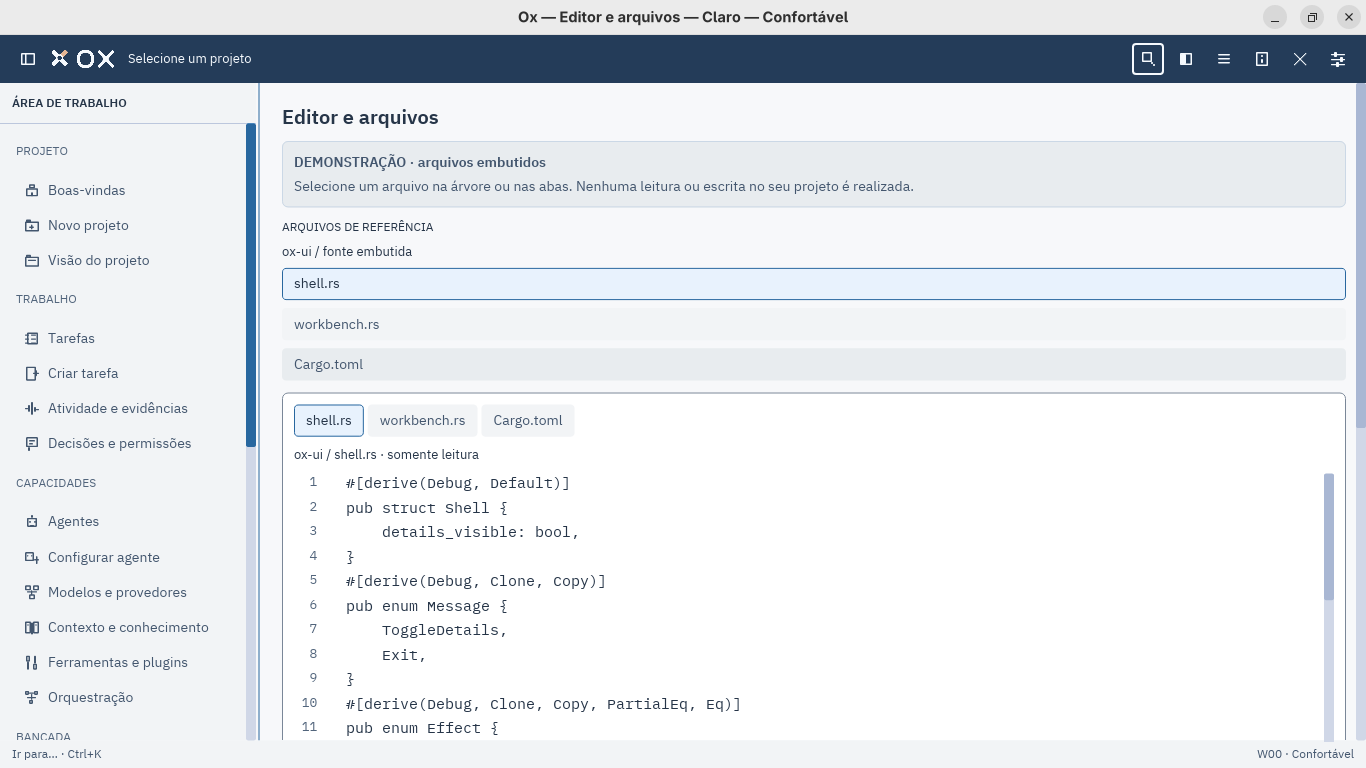 Ox — Editor e arquivos — Claro — Confortável
OX Selecione um projeto
ÁREA DE TRABALHO
PROJETO
Boas-vindas
Novo projeto
Visão do projeto
TRABALHO
Tarefas
Criar tarefa
Atividade e evidências
Decisões e permissões
CAPACIDADES
Agentes
Configurar agente
Modelos e provedores
Contexto e conhecimento
Ferramentas e plugins
Orquestração
BANCADA
Editor e arquivos
DEMONSTRAÇÃO · arquivos embutidos
Selecione um arquivo na árvore ou nas abas. Nenhuma leitura ou escrita no seu projeto é realizada.
ARQUIVOS DE REFERÊNCIA
ox-ui / fonte embutida
shell.rs
workbench.rs
Cargo.toml
shell.rs workbench.rs Cargo.toml
ox-ui / shell.rs · somente leitura
1 #[derive(Debug, Default)]
2 pub struct Shell {
3     details_visible: bool,
4 }
5 #[derive(Debug, Clone, Copy)]
6 pub enum Message {
7     ToggleDetails,
8     Exit,
9 }
10 #[derive(Debug, Clone, Copy, PartialEq, Eq)]
11 pub enum Effect {
Ir para… · Ctrl+K
W00 · Confortável